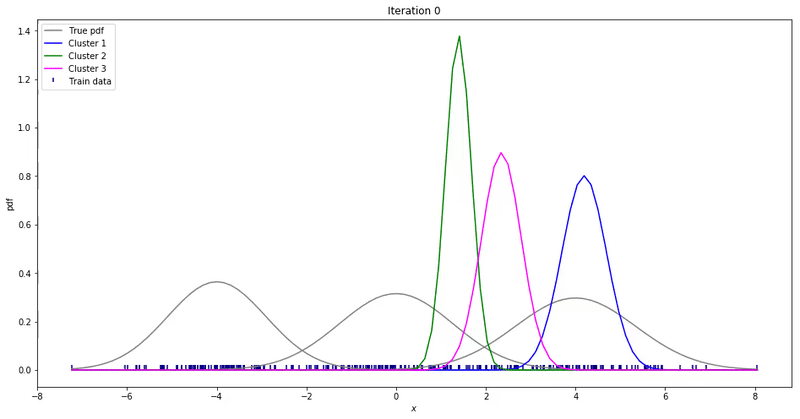 Iteration 0
True pdf
Cluster 1
Cluster 2
Cluster 3
Train data
1.4
1.2
1.0
0.8
0.6
0.4
0.2
0.0
pdf
−8 −6 −4 −2 0 2 4 6 8
x